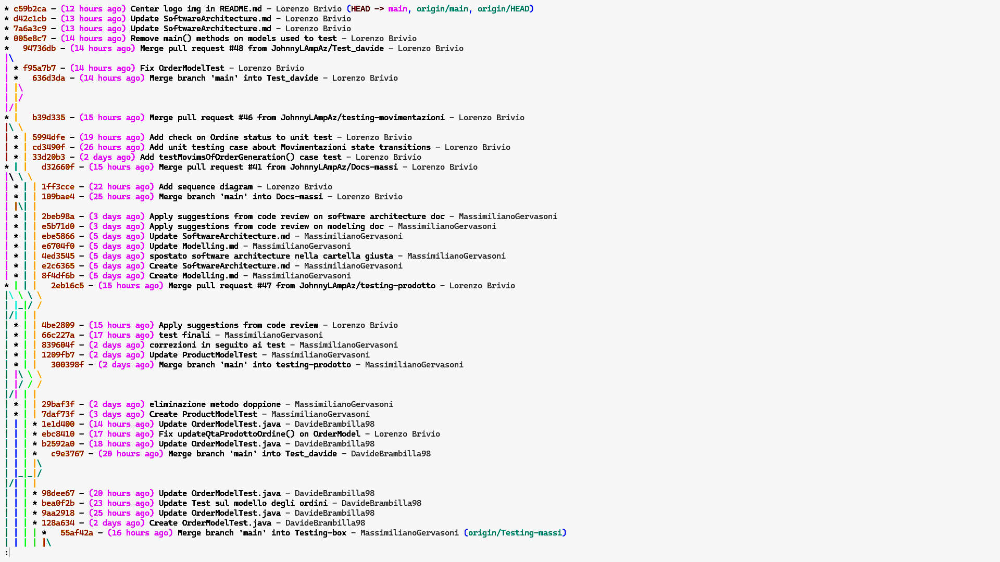 * c59b2ca - (12 hours ago) Center logo img in README.md - Lorenzo Brivio (HEAD -> main, origin/main, origin/HEAD)
* d42c1cb - (13 hours ago) Update SoftwareArchitecture.md - Lorenzo Brivio
* 7a6a3c9 - (13 hours ago) Update SoftwareArchitecture.md - Lorenzo Brivio
* 005e8c7 - (14 hours ago) Remove main() methods on models used to test - Lorenzo Brivio
*   94736db - (14 hours ago) Merge pull request #48 from JohnnyLAmpAz/Test_davide - Lorenzo Brivio
|\
| * f95a7b7 - (14 hours ago) Fix OrderModelTest - Lorenzo Brivio
| *   636d3da - (14 hours ago) Merge branch 'main' into Test_davide - Lorenzo Brivio
| |\
| |/
|/|
* |   b39d335 - (15 hours ago) Merge pull request #46 from JohnnyLAmpAz/testing-movimentazioni - Lorenzo Brivio
|\ \
| * | 5994dfe - (19 hours ago) Add check on Ordine status to unit test - Lorenzo Brivio
| * | cd3490f - (26 hours ago) Add unit testing case about Movimentazioni state transitions - Lorenzo Brivio
| * | 33d20b3 - (2 days ago) Add testMovimsOfOrderGeneration() case test - Lorenzo Brivio
* | |   d32660f - (15 hours ago) Merge pull request #41 from JohnnyLAmpAz/Docs-massi - Lorenzo Brivio
|\ \ \
| * | | 1ff3cce - (22 hours ago) Add sequence diagram - Lorenzo Brivio
| * | | 109bae4 - (25 hours ago) Merge branch 'main' into Docs-massi - Lorenzo Brivio
| |\| |
| * | | 2beb98a - (3 days ago) Apply suggestions from code review on software architecture doc - MassimilianoGervasoni
| * | | e5b71d0 - (3 days ago) Apply suggestions from code review on modeling doc - MassimilianoGervasoni
| * | | ebe5866 - (5 days ago) Update SoftwareArchitecture.md - MassimilianoGervasoni
| * | | e6704f0 - (5 days ago) Update Modelling.md - MassimilianoGervasoni
| * | | 4ed3545 - (5 days ago) spostato software architecture nella cartella giusta - MassimilianoGervasoni
| * | | e2c6365 - (5 days ago) Create SoftwareArchitecture.md - MassimilianoGervasoni
| * | | 8f4df6b - (5 days ago) Create Modelling.md - MassimilianoGervasoni
* | | |   2eb16c5 - (15 hours ago) Merge pull request #47 from JohnnyLAmpAz/testing-prodotto - Lorenzo Brivio
|\ \ \ \
| |_|/ /
|/| | |
| * | | 4be2809 - (15 hours ago) Apply suggestions from code review - Lorenzo Brivio
| * | | 66c227a - (17 hours ago) test finali - MassimilianoGervasoni
| * | | 839604f - (2 days ago) correzioni in seguito ai test - MassimilianoGervasoni
| * | | 1209fb7 - (2 days ago) Update ProductModelTest - MassimilianoGervasoni
| * | |   300398f - (2 days ago) Merge branch 'main' into testing-prodotto - MassimilianoGervasoni
| |\ \ \
| |/ / /
|/| | |
| * | | 29baf3f - (2 days ago) eliminazione metodo doppione - MassimilianoGervasoni
| * | | 7daf73f - (3 days ago) Create ProductModelTest - MassimilianoGervasoni
| | | * 1e1d400 - (14 hours ago) Update OrderModelTest.java - DavideBrambilla98
| | | * ebc8410 - (17 hours ago) Fix updateQtaProdottoOrdine() on OrderModel - Lorenzo Brivio
| | | * b2592a0 - (18 hours ago) Update OrderModelTest.java - DavideBrambilla98
| | | *   c9e3767 - (20 hours ago) Merge branch 'main' into Test_davide - DavideBrambilla98
| | | |\
| |_|_|/
|/| | |
| | | * 98dee67 - (20 hours ago) Update OrderModelTest.java - DavideBrambilla98
| | | * bea0f2b - (23 hours ago) Update Test sul modello degli ordini - DavideBrambilla98
| | | * 9aa2918 - (25 hours ago) Update OrderModelTest.java - DavideBrambilla98
| | | * 128a634 - (2 days ago) Create OrderModelTest.java - DavideBrambilla98
| | | | *   55af42a - (16 hours ago) Merge branch 'main' into Testing-box - MassimilianoGervasoni (origin/Testing-massi)
| | | | |\
: